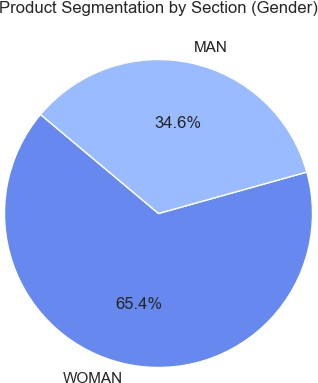 Product Segmentation by Section (Gender)
MAN
34.6%
65.4%
WOMAN